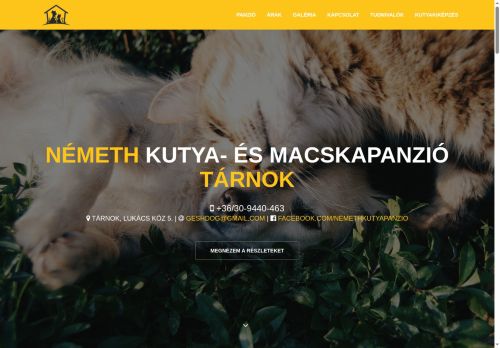 PANZIÓ ÁRAK GALÉRIA KAPCSOLAT TUDNIVALÓK KUTYAKIKÉPZÉS
NÉMETH KUTYA- ÉS MACSKAPANZIÓ
TÁRNOK
+36/30-9440-463
TÁRNOK, LUKÁCS KÖZ 5. | @ GESHDOG@GMAIL.COM | FACEBOOK.COM/NEMETHKUTYAPANZIO
MEGNÉZEM A RÉSZLETEKET